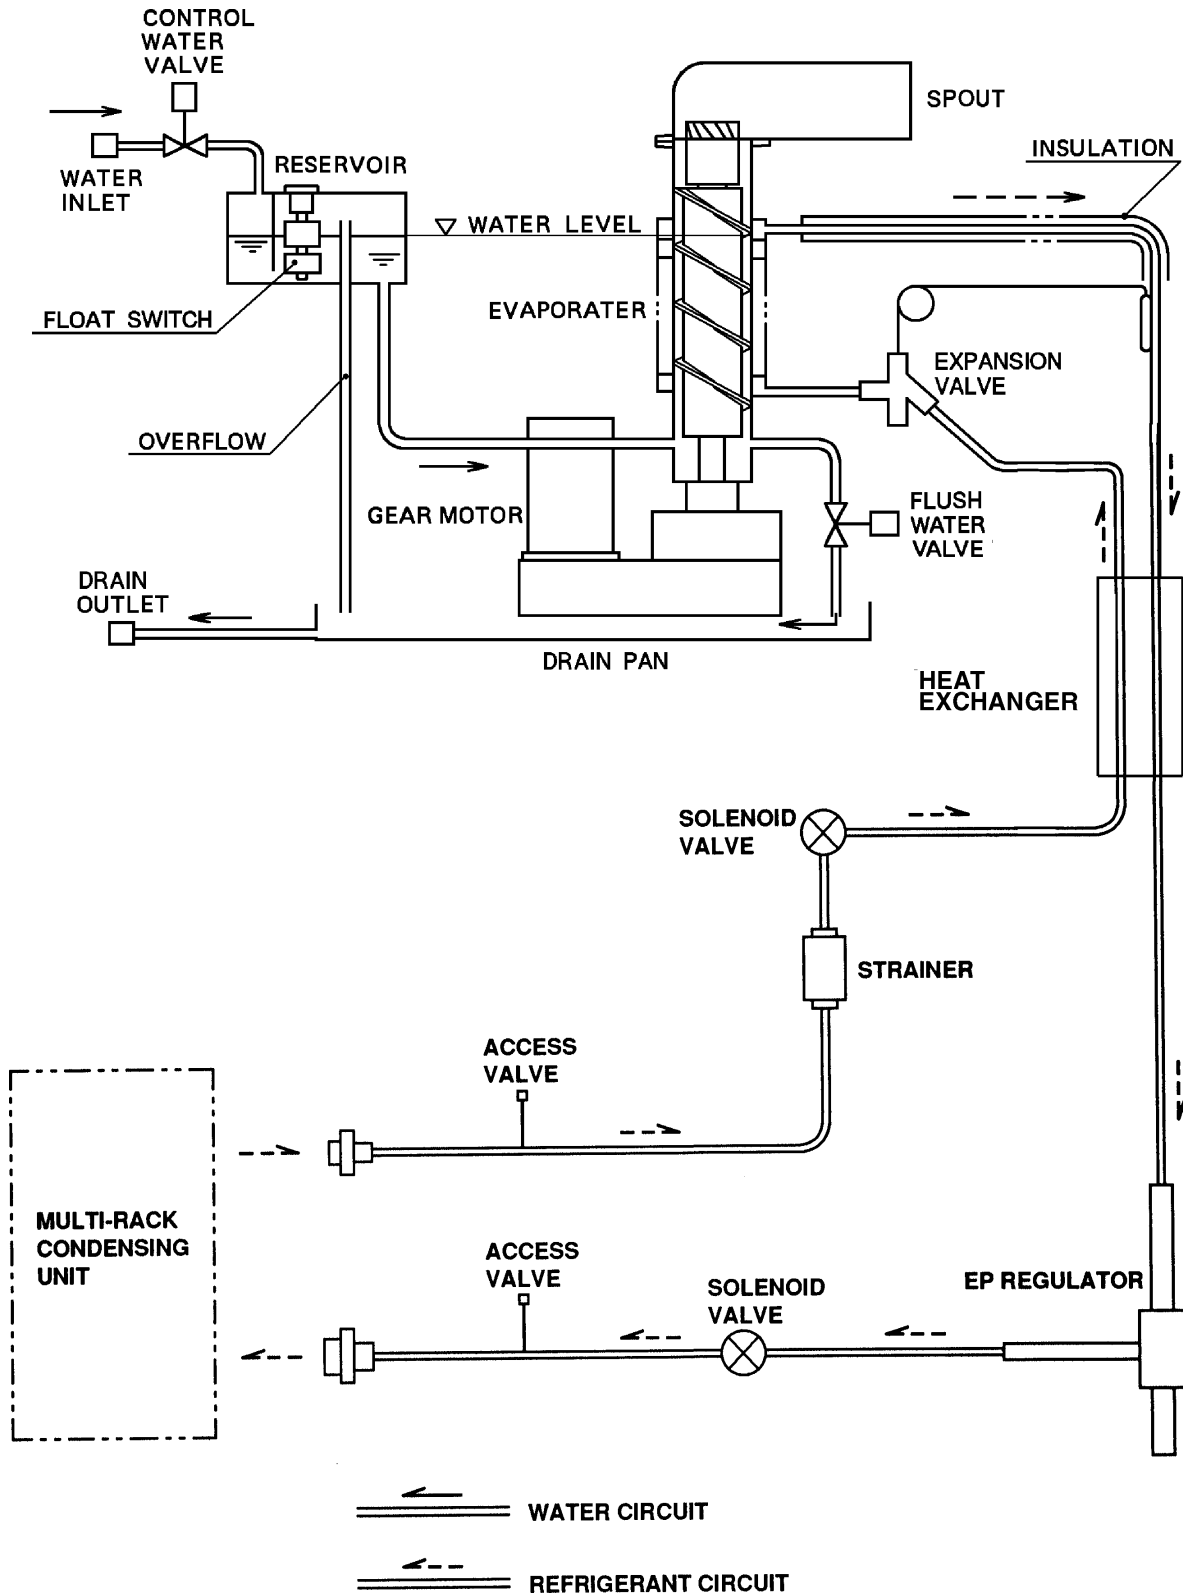 CONTROL
WATER
VALVE
SPOUT
INSULATION
RESERVOIR
WATER
INLET
WATER LEVEL
EVAPORATER
FLOAT SWITCH
EXPANSION
VALVE
OVERFLOW
GEAR MOTOR
FLUSH
WATER
VALVE
DRAIN
OUTLET
DRAIN PAN
HEAT
EXCHANGER
SOLENOID
VALVE
STRAINER
ACCESS
VALVE
MULTI-RACK
CONDENSING
UNIT
ACCESS
VALVE
SOLENOID
VALVE
EP REGULATOR
WATER CIRCUIT
REFRIGERANT CIRCUIT